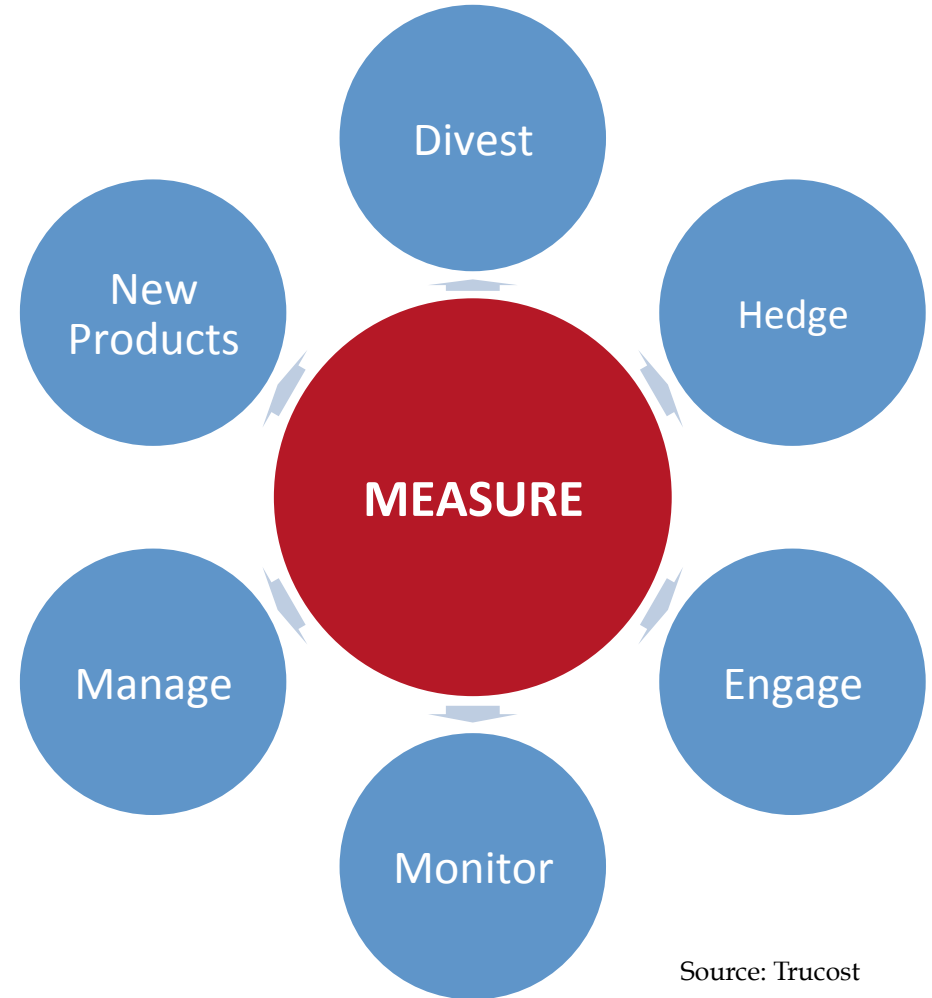 Divest
New
Products
Hedge
MEASURE
Manage
Engage
Monitor
Source: Trucost